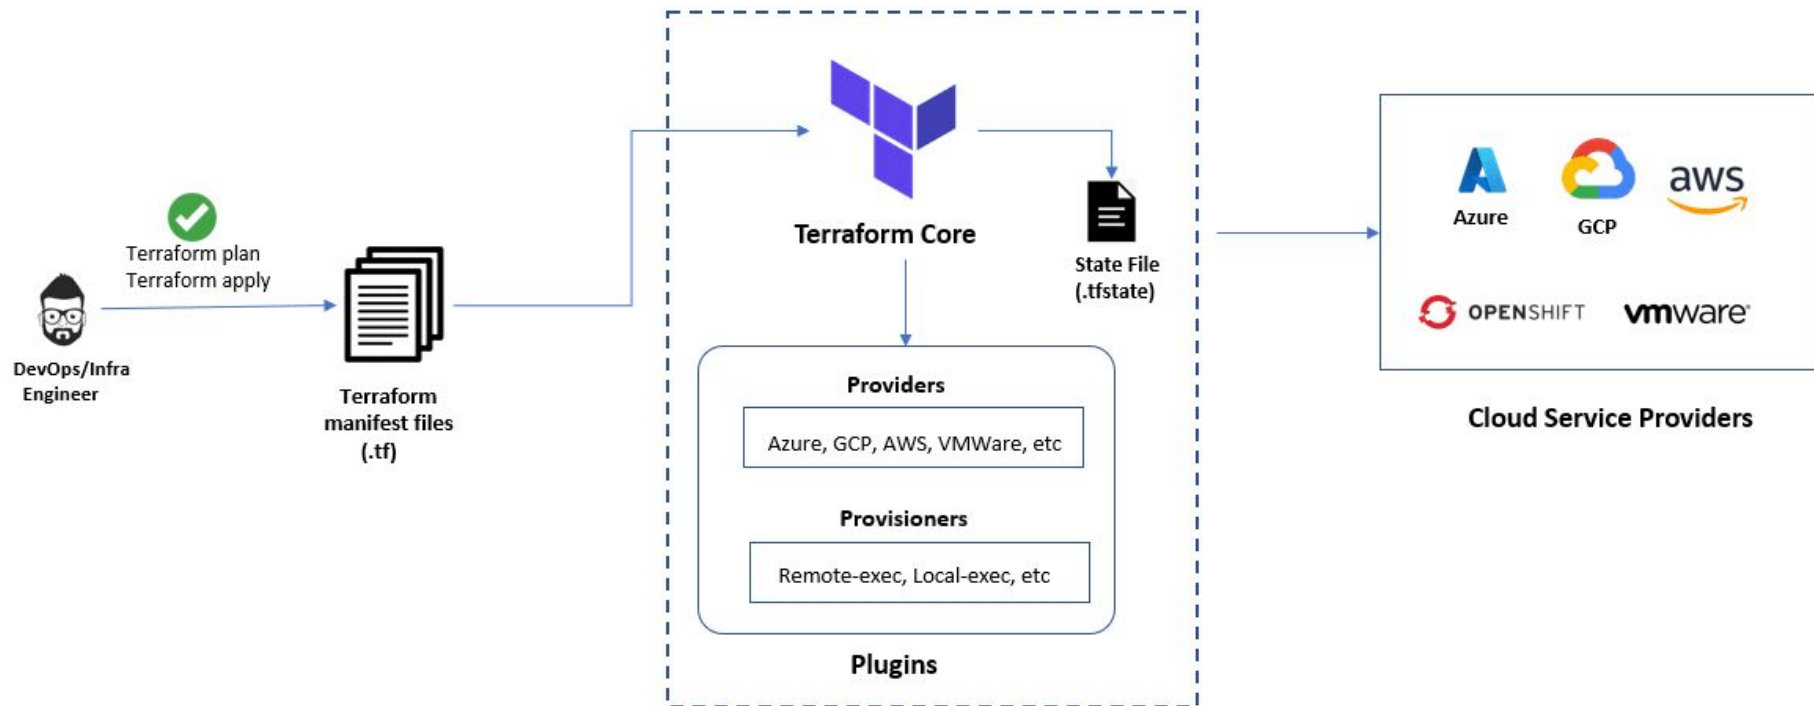 Terraform plan
Terraform apply
DevOps/Infra
Engineer
Terraform
manifest files
(.tf)
Terraform Core
State File
(.tfstate)
Providers
Azure, GCP, AWS, VMWare, etc
Provisioners
Remote-exec, Local-exec, etc
Plugins
Azure
GCP
aws
OPENSHIFT
vmware®
Cloud Service Providers